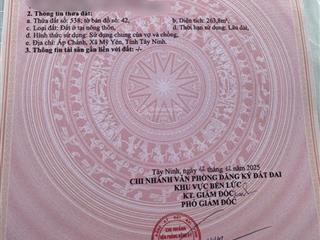 2. Thông tin thửa đất:
a. Thửa đất số: 538, tờ bản đồ số: 42, b. Diện tích: 263,8m².
c. Loại đất: Đất ở tại nông thôn, d. Thời hạn sử dụng: Lâu dài,
đ. Hình thức sử dụng: Sử dụng chung của vợ và chồng,
e. Địa chỉ: Ấp Chánh, Xã Mỹ Yên, Tỉnh Tây Ninh.
3. Thông tin tài sản gắn liền với đất: -/-
Tây Ninh, ngày tháng 2025
CHI NHÁNH VĂN PHÒNG ĐĂNG KÝ ĐẤT ĐAI
KHU VỰC BẾN LỨC
KT. GIÁM ĐỐC
PHÓ GIÁM ĐỐC
CHI NHÁNH